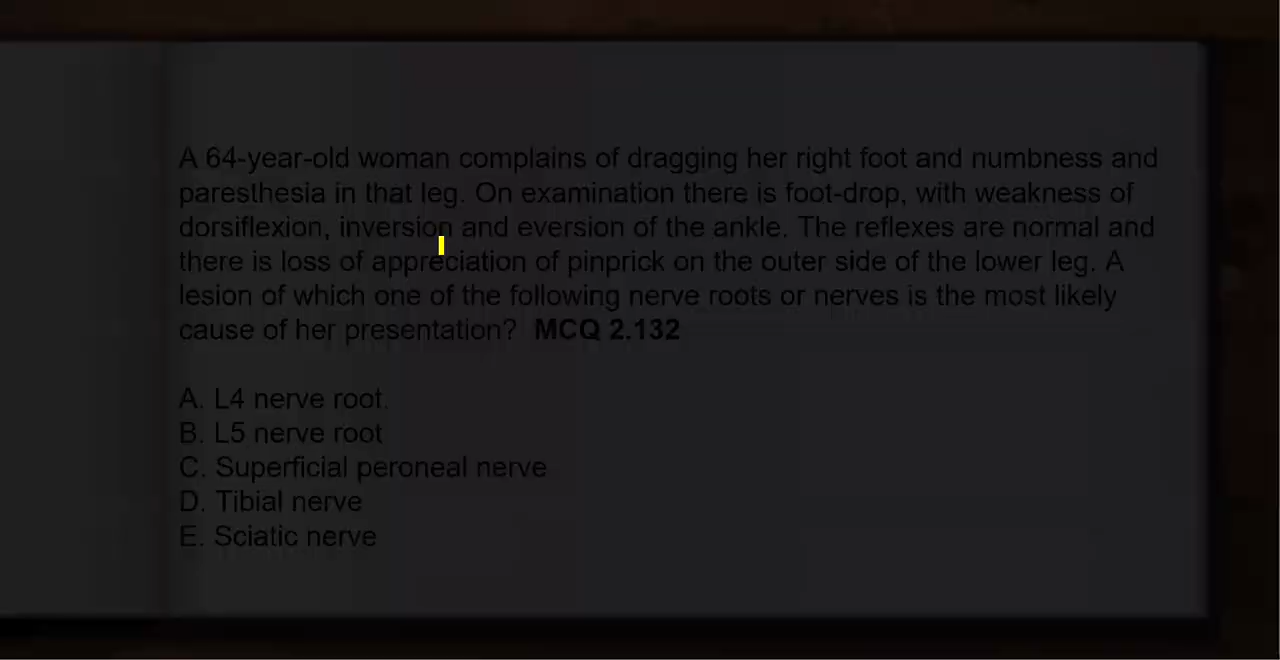 A 64-year-old woman complains of dragging her right foot and numbness and
paresthesia in that leg. On examination there is foot-drop, with weakness of
dorsiflexion, inversion and eversion of the ankle. The reflexes are normal and
there is loss of appreciation of pinprick on the outer side of the lower leg. A
lesion of which one of the following nerve roots or nerves is the most likely
cause of her presentation? MCQ 2.132
A. L4 nerve root.
B. L5 nerve root
C. Superficial peroneal nerve
D. Tibial nerve
E. Sciatic nerve